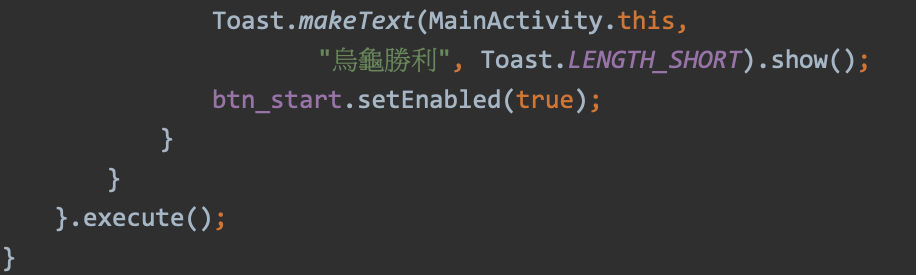 Toast.makeText(MainActivity.this,
"烏龜勝利", Toast.LENGTH_SHORT).show();
btn_start.setEnabled(true);
}
}
}.execute();
}